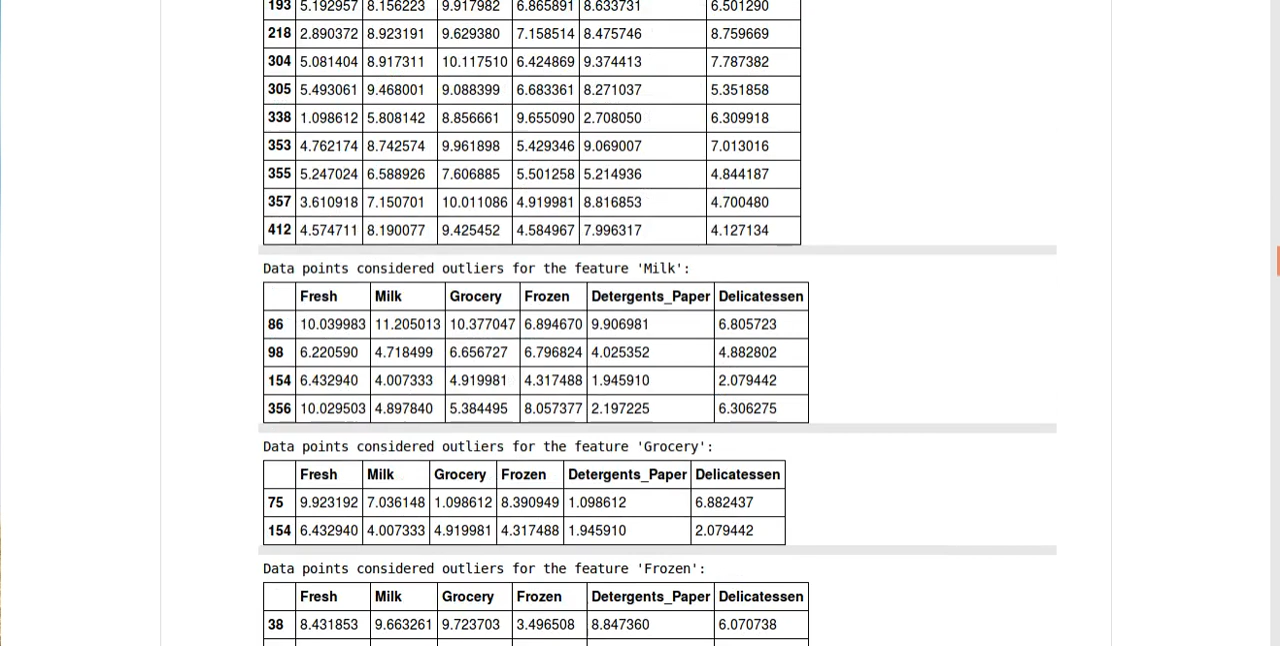 193 5.192957 8.156223 9.917982 6.865891 8.633731 6.501290
218 2.890372 8.923191 9.629380 7.158514 8.475746 8.759669
304 5.081404 8.917311 10.117510 6.424869 9.374413 7.787382
305 5.493061 9.468001 9.088399 6.683361 8.271037 5.351858
338 1.098612 5.808142 8.856661 9.655090 2.708050 6.309918
353 4.762174 8.742574 9.961898 5.429346 9.069007 7.013016
355 5.247024 6.588926 7.606885 5.501258 5.214936 4.844187
357 3.610918 7.150701 10.011086 4.919981 8.816853 4.700480
412 4.574711 8.190077 9.425452 4.584967 7.996317 4.127134
Data points considered outliers for the feature 'Milk':
Fresh Milk Grocery Frozen Detergents_Paper Delicatessen
86 10.039983 11.205013 10.377047 6.894670 9.906981 6.805723
98 6.220590 4.718499 6.656727 6.796824 4.025352 4.882802
154 6.432940 4.007333 4.919981 4.317488 1.945910 2.079442
356 10.029503 4.897840 5.384495 8.057377 2.197225 6.306275
Data points considered outliers for the feature 'Grocery':
Fresh Milk Grocery Frozen Detergents_Paper Delicatessen
75 9.923192 7.036148 1.098612 8.390949 1.098612 6.882437
154 6.432940 4.007333 4.919981 4.317488 1.945910 2.079442
Data points considered outliers for the feature 'Frozen':
Fresh Milk Grocery Frozen Detergents_Paper Delicatessen
38 8.431853 9.663261 9.723703 3.496508 8.847360 6.070738